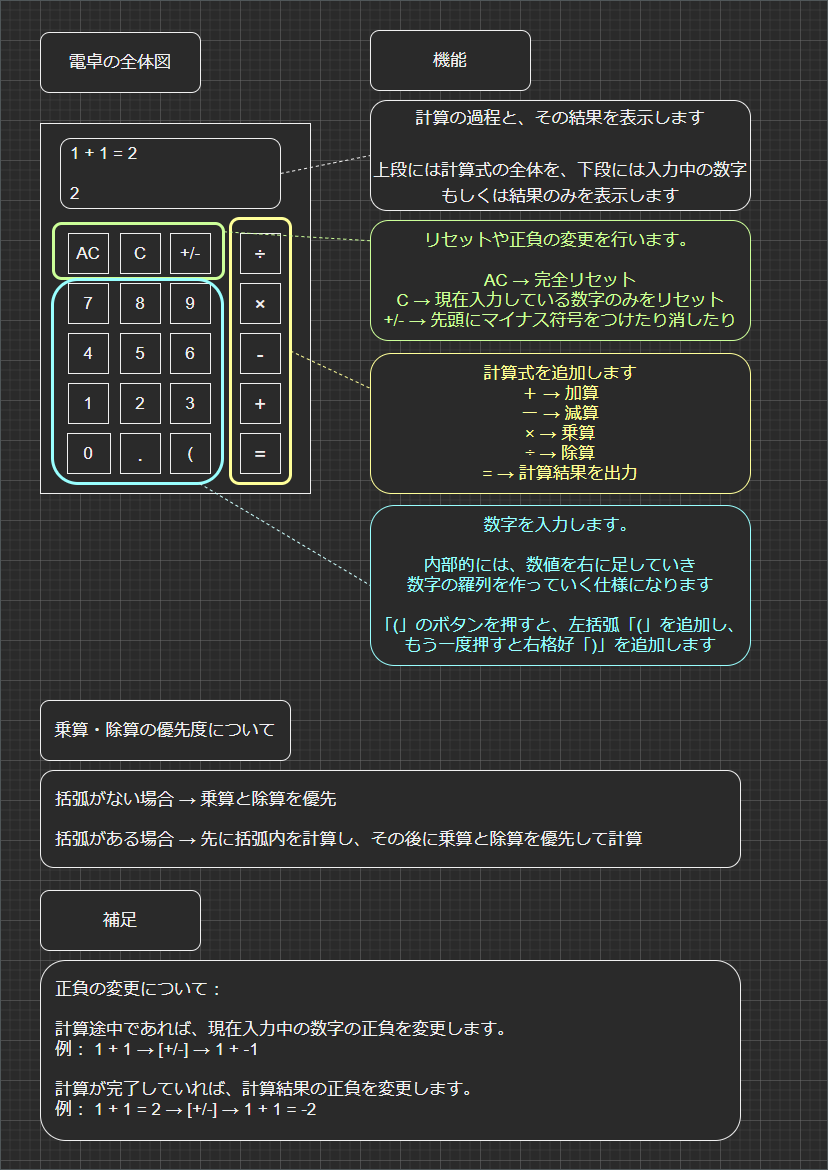 電卓の全体図
機能
1 + 1 = 2
2
AC C +/- ÷
7 8 9 ×
4 5 6 -
1 2 3 +
0 . ( =
計算の過程と、その結果を表示します
上段には計算式の全体を、下段には入力中の数字
もしくは結果のみを表示します
リセットや正負の変更を行います。
AC → 完全リセット
C → 現在入力している数字のみをリセット
+/- → 先頭にマイナス符号をつけたり消したり
計算式を追加します
＋ → 加算
－ → 減算
× → 乗算
÷ → 除算
= → 計算結果を出力
数字を入力します。
内部的には、数値を右に足していき
数字の羅列を作っていく仕様になります
「(」のボタンを押すと、左括弧「(」を追加し、
もう一度押すと右格好「)」を追加します
乗算・除算の優先度について
括弧がない場合 → 乗算と除算を優先
括弧がある場合 → 先に括弧内を計算し、その後に乗算と除算を優先して計算
補足
正負の変更について：
計算途中であれば、現在入力中の数字の正負を変更します。
例： 1 + 1 → [+/-] → 1 + -1
計算が完了していれば、計算結果の正負を変更します。
例： 1 + 1 = 2 → [+/-] → 1 + 1 = -2